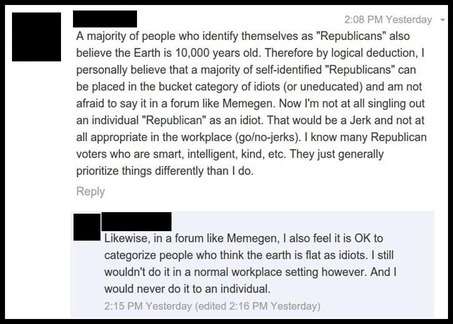 2:08 PM Yesterday
A majority of people who identify themselves as "Republicans" also
believe the Earth is 10,000 years old. Therefore by logical deduction, I
personally believe that a majority of self-identified "Republicans" can
be placed in the bucket category of idiots (or uneducated) and am not
afraid to say it in a forum like Memegen. Now I'm not at all singling out
an individual "Republican" as an idiot. That would be a Jerk and not at
all appropriate in the workplace (go/no-jerks). I know many Republican
voters who are smart, intelligent, kind, etc. They just generally
prioritize things differently than I do.
Reply
Likewise, in a forum like Memegen, I also feel it is OK to
categorize people who think the earth is flat as idiots. I still
wouldn't do it in a normal workplace setting however. And I
would never do it to an individual.
2:15 PM Yesterday (edited 2:16 PM Yesterday)